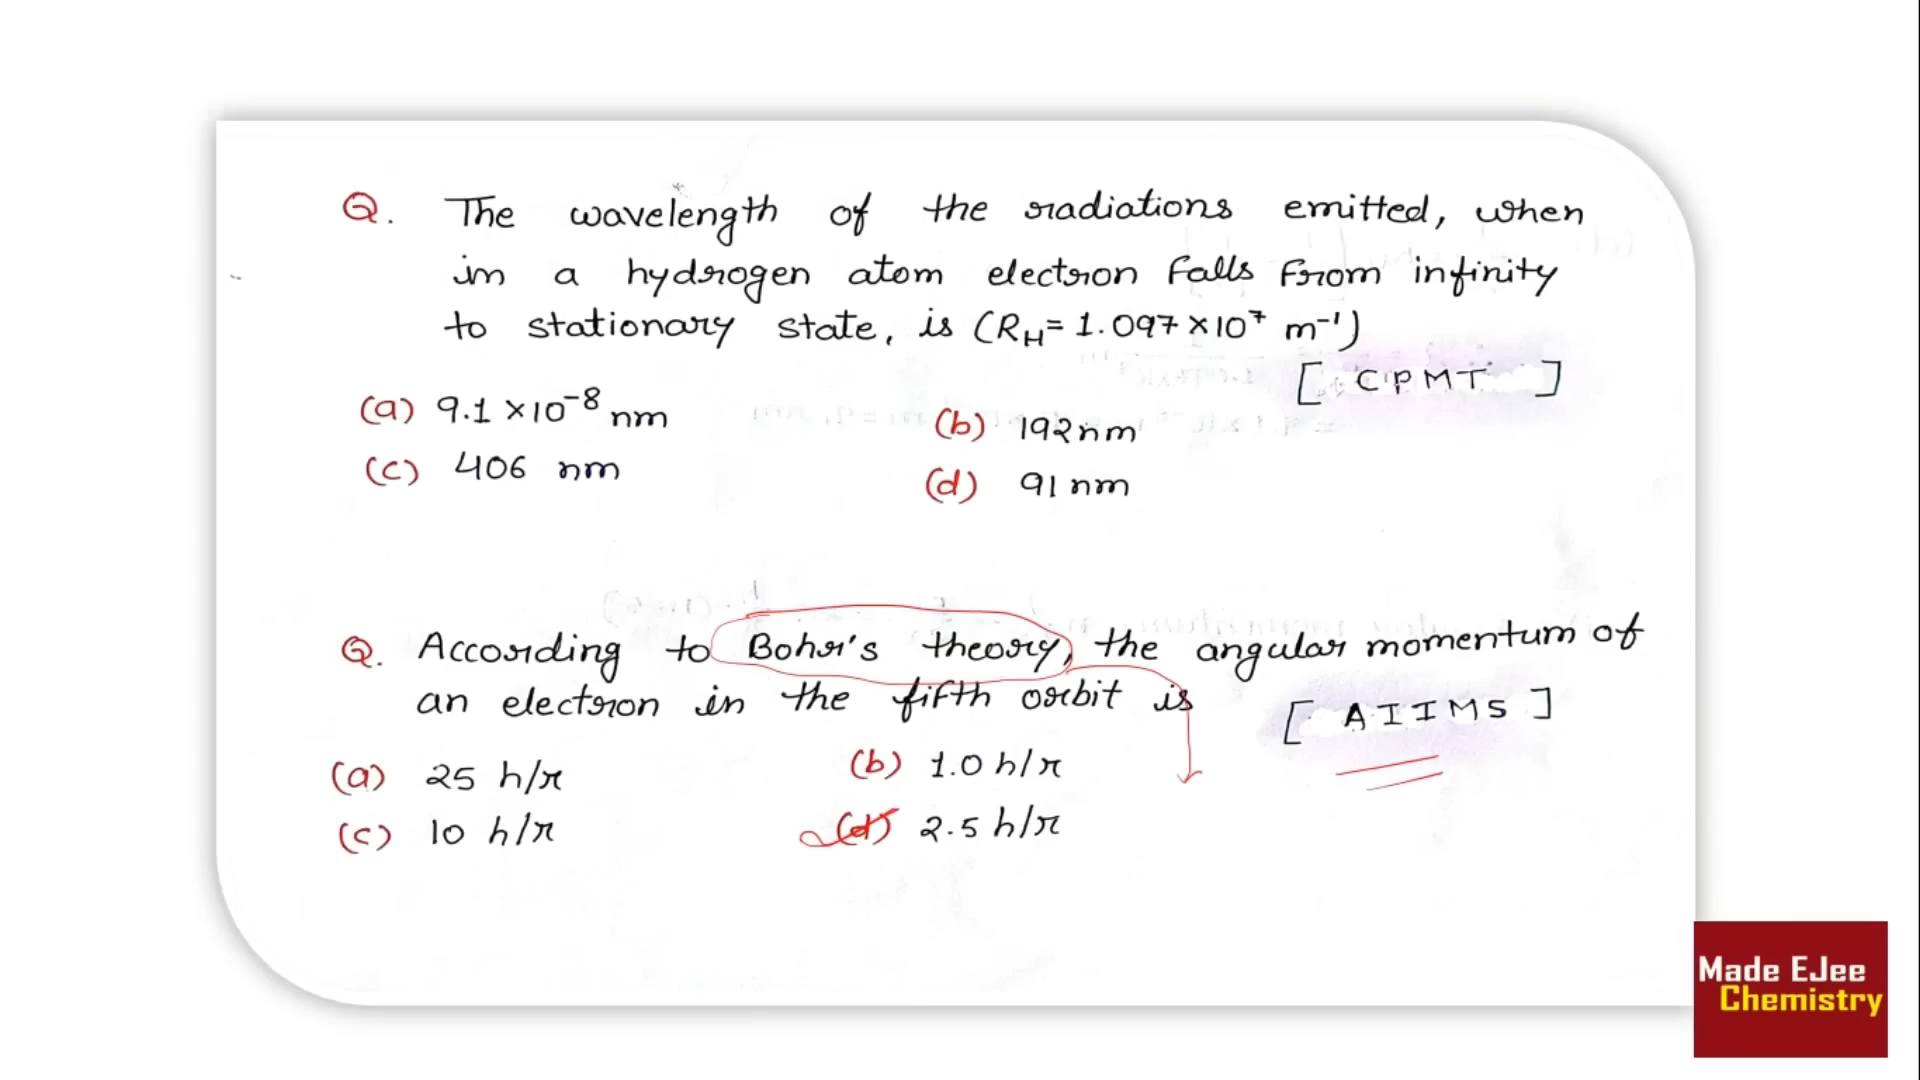 Q. The wavelength of the radiations emitted, when
in a hydrogen atom electron falls from infinity
to stationary state, is (R_H = 1.097 × 10⁷ m⁻¹)
[ CPMT ]
(a) 9.1 × 10⁻⁸ nm
(b) 192 nm
(c) 406 nm
(d) 91 nm
Q. According to Bohr's theory, the angular momentum of
an electron in the fifth orbit is
[ AIIMS ]
(a) 25 h/π
(b) 1.0 h/π
(c) 10 h/π
(d) 2.5 h/π
Made EJee
Chemistry